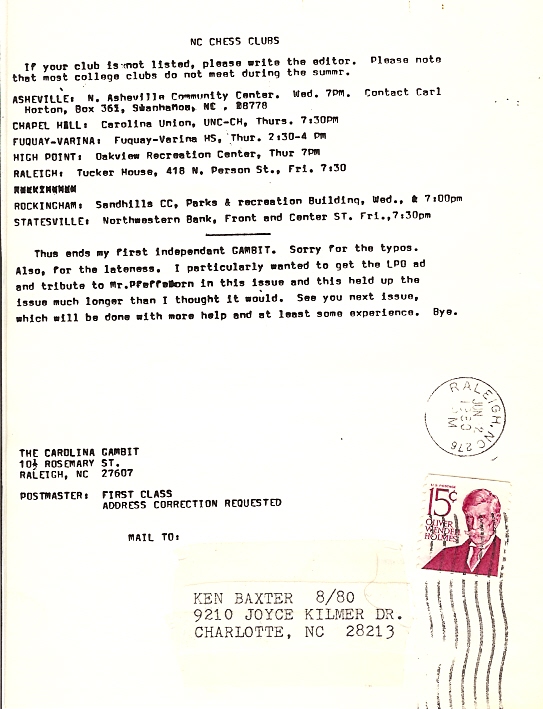 NC CHESS CLUBS
If your club is not listed, please write the editor. Please note
that most college clubs do not meet during the summr.
ASHEVILLE: N. Asheville Community Center. Wed. 7PM. Contact Carl
Horton, Box 361, Swannanoa, NC. 28778
CHAPEL HILL: Carolina Union, UNC-CH, Thurs. 7:30PM
FUQUAY-VARINA: Fuquay-Varina HS, Thur. 2:30-4 PM
HIGH POINT: Oakview Recreation Center, Thur 7PM
RALEIGH: Tucker House, 418 N. Person St., Fri. 7:30
ROCKINGHAM: Sandhills CC, Parks & recreation Building, Wed., 7:00pm
STATESVILLE: Northwestern Bank, Front and Center ST. Fri.,7:30pm
Thus ends my first independant GAMBIT. Sorry for the typos.
Also, for the lateness. I particularly wanted to get the LPO ad
and tribute to Mr.Pfefferkorn in this issue and this held up the
issue much longer than I thought it would. See you next issue,
which will be done with more help and at least some experience. Bye.
RALEIGH, NC 276
JUN 2
1980
PM
THE CAROLINA GAMBIT
10½ ROSEMARY ST.
RALEIGH, NC 27607
POSTMASTER: FIRST CLASS
ADDRESS CORRECTION REQUESTED
MAIL TO:
15¢
OLIVER
WENDELL
HOLMES
KEN BAXTER 8/80
9210 JOYCE KILMER DR.
CHARLOTTE, NC 28213